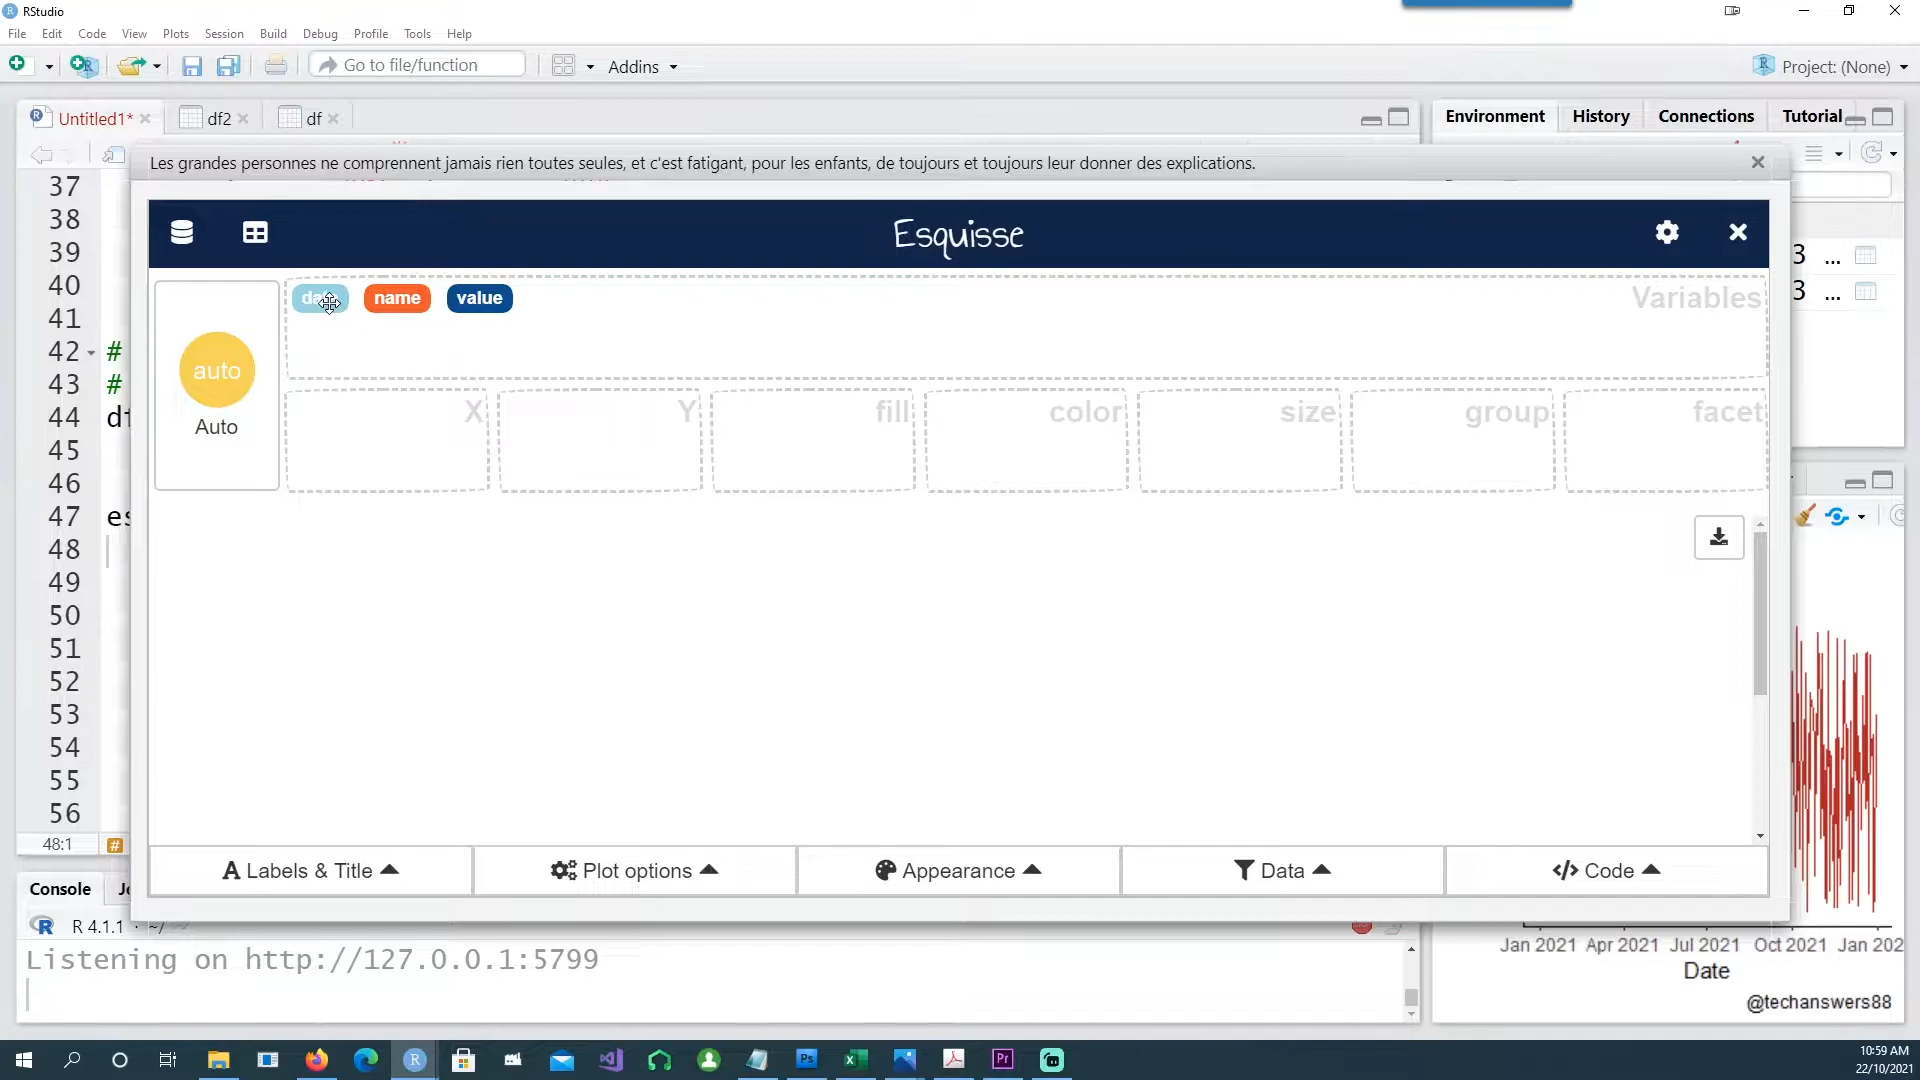 RStudio
File Edit Code View Plots Session Build Debug Profile Tools Help
Go to file/function
Addins
Project: (None)
Untitled1*
df2
df
Environment
History
Connections
Tutorial
Les grandes personnes ne comprennent jamais rien toutes seules, et c'est fatigant, pour les enfants, de toujours et toujours leur donner des explications.
37
38
39
40
41
42 #
43 #
44
45
46
47
48
49
50
51
52
53
54
55
56
Esquisse
name
value
Variables
auto
Auto
X
Y
fill
color
size
group
facet
3 ...
3 ...
Labels & Title
Plot options
Appearance
Data
Code
48:1
#
Console
R 4.1.1 · ~/
Listening on http://127.0.0.1:5799
Jan 2021 Apr 2021 Jul 2021 Oct 2021 Jan 202
Date
@techanswers88
Ps
Pr
10:59 AM
22/10/2021